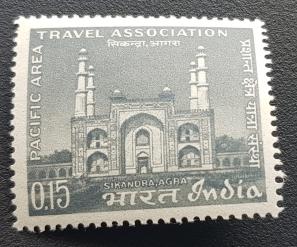 PACIFIC AREA
TRAVEL ASSOCIATION
सिकन्दरा, आगरा
प्रशान्त क्षेत्र यात्रा संस्था
SIKANDRA, AGRA
0.15
भारत India